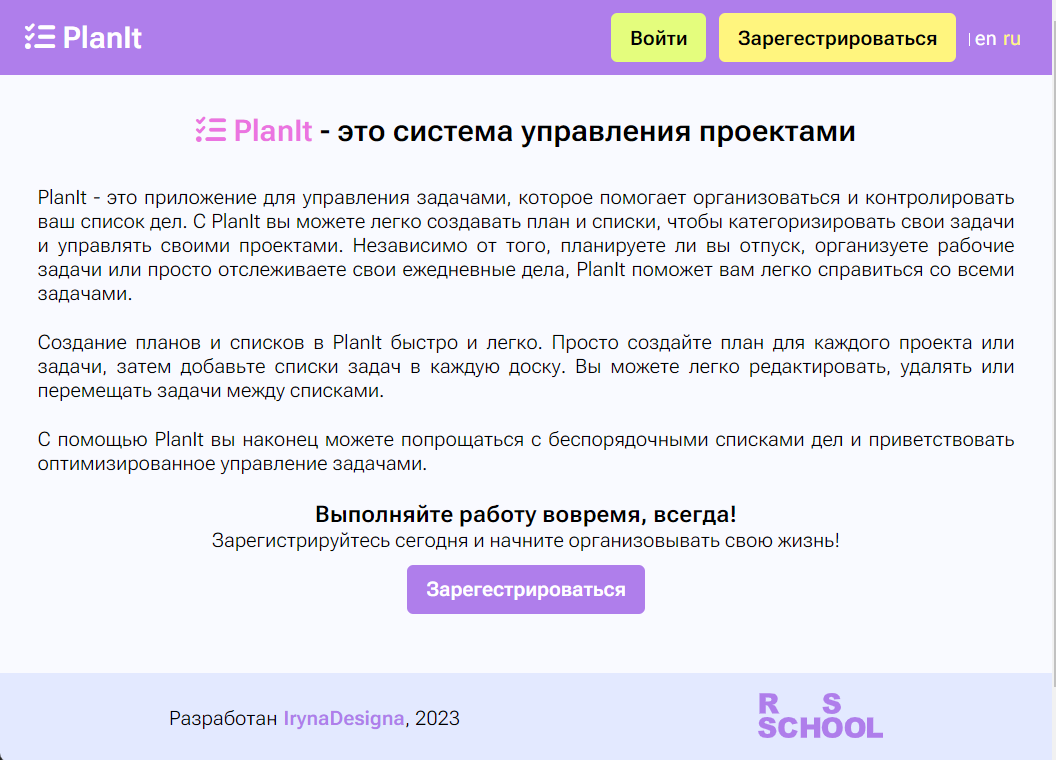 PlanIt
Войти
Зарегестрироваться
| en ru
PlanIt - это система управления проектами
PlanIt - это приложение для управления задачами, которое помогает организоваться и контролировать
ваш список дел. С PlanIt вы можете легко создавать план и списки, чтобы категоризировать свои задачи
и управлять своими проектами. Независимо от того, планируете ли вы отпуск, организуете рабочие
задачи или просто отслеживаете свои ежедневные дела, PlanIt поможет вам легко справиться со всеми
задачами.
Создание планов и списков в PlanIt быстро и легко. Просто создайте план для каждого проекта или
задачи, затем добавьте списки задач в каждую доску. Вы можете легко редактировать, удалять или
перемещать задачи между списками.
С помощью PlanIt вы наконец можете попрощаться с беспорядочными списками дел и приветствовать
оптимизированное управление задачами.
Выполняйте работу вовремя, всегда!
Зарегистрируйтесь сегодня и начните организовывать свою жизнь!
Зарегестрироваться
Разработан IrynaDesigna, 2023
R S
SCHOOL